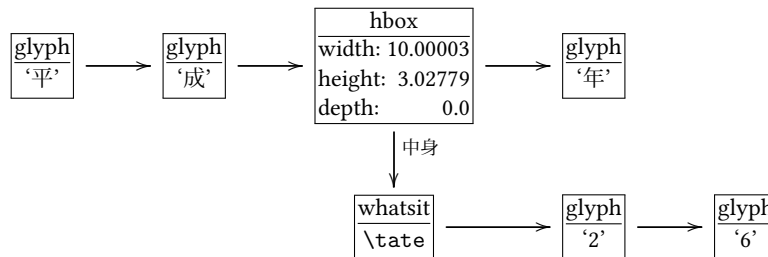 glyph
‘平’
glyph
‘成’
hbox
width: 10.00003
height: 3.02779
depth: 0.0
glyph
‘年’
中身
whatsit
\tate
glyph
‘2’
glyph
‘6’